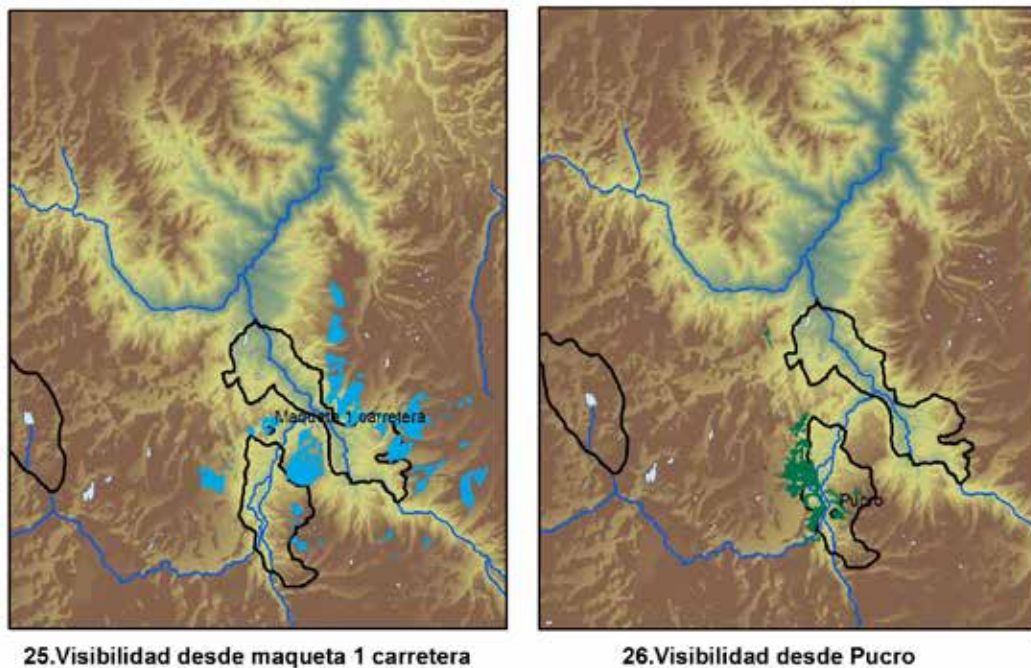 Maqueta 1 carretera
Pucro
25.Visibilidad desde maqueta 1 carretera
26.Visibilidad desde Pucro